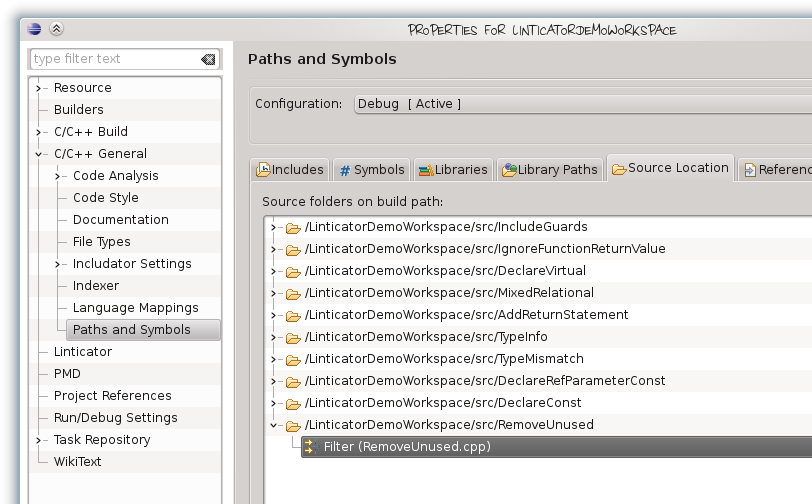 PROPERTIES FOR LINTICATORDEMOWORKSPACE
type filter text
Resource
Builders
C/C++ Build
C/C++ General
Code Analysis
Code Style
Documentation
File Types
Includator Settings
Indexer
Language Mappings
Paths and Symbols
Linticator
PMD
Project References
Run/Debug Settings
Task Repository
WikiText
Paths and Symbols
Configuration: Debug [ Active ]
Includes # Symbols Libraries Library Paths Source Location Referenc
Source folders on build path:
/LinticatorDemoWorkspace/src/IncludeGuards
/LinticatorDemoWorkspace/src/IgnoreFunctionReturnValue
/LinticatorDemoWorkspace/src/DeclareVirtual
/LinticatorDemoWorkspace/src/MixedRelational
/LinticatorDemoWorkspace/src/AddReturnStatement
/LinticatorDemoWorkspace/src/TypeInfo
/LinticatorDemoWorkspace/src/TypeMismatch
/LinticatorDemoWorkspace/src/DeclareRefParameterConst
/LinticatorDemoWorkspace/src/DeclareConst
/LinticatorDemoWorkspace/src/RemoveUnused
Filter (RemoveUnused.cpp)